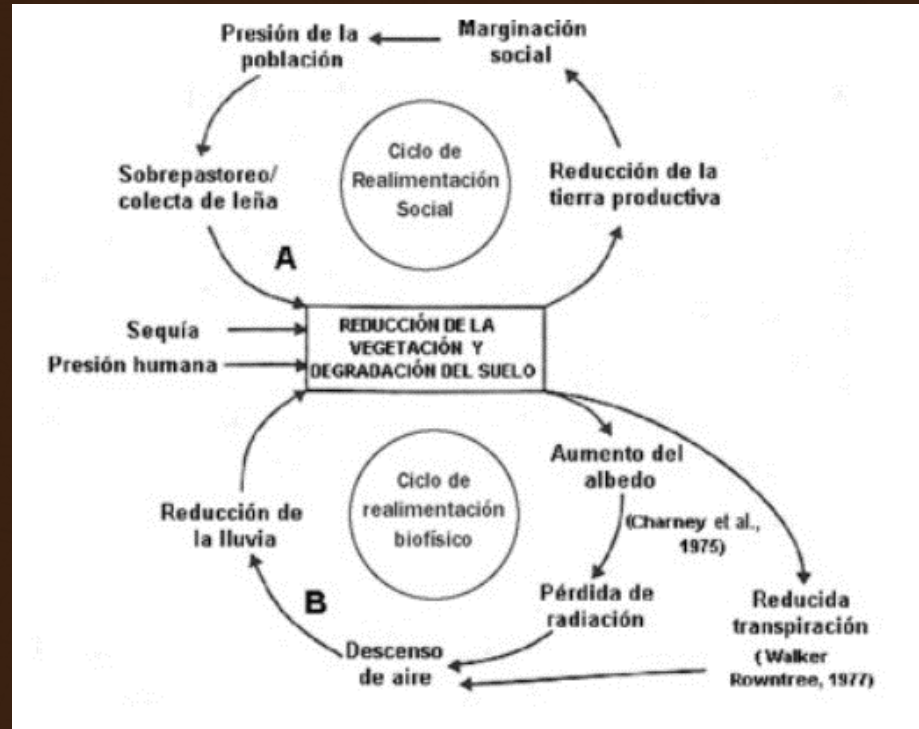 Presión de la
población
Marginación
social
Ciclo de
Realimentación
Social
Sobrepastoreo/
colecta de leña
Reducción de la
tierra productiva
A
Sequía
Presión humana
REDUCCIÓN DE LA
VEGETACIÓN Y
DEGRADACIÓN DEL SUELO
Aumento del
albedo
(Charney et al.,
1975)
Ciclo de
realimentación
biofísico
Reducción de
la lluvia
B
Pérdida de
radiación
Reducida
transpiración
(Walker
Rowntree, 1977)
Descenso
de aire